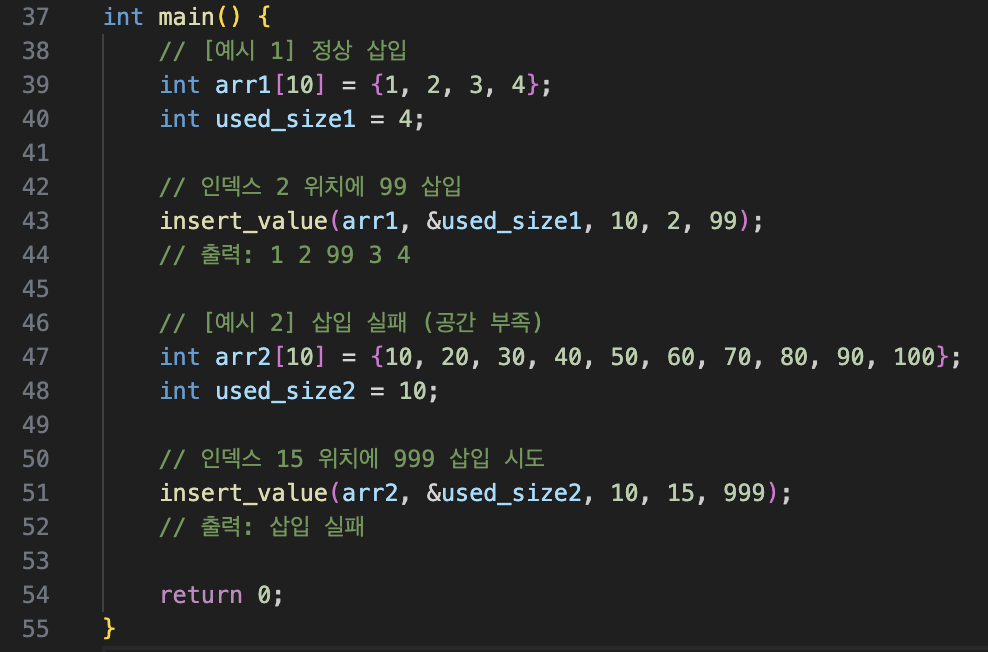 37 int main() {
38     // [예시 1] 정상 삽입
39     int arr1[10] = {1, 2, 3, 4};
40     int used_size1 = 4;
41
42     // 인덱스 2 위치에 99 삽입
43     insert_value(arr1, &used_size1, 10, 2, 99);
44     // 출력: 1 2 99 3 4
45
46     // [예시 2] 삽입 실패 (공간 부족)
47     int arr2[10] = {10, 20, 30, 40, 50, 60, 70, 80, 90, 100};
48     int used_size2 = 10;
49
50     // 인덱스 15 위치에 999 삽입 시도
51     insert_value(arr2, &used_size2, 10, 15, 999);
52     // 출력: 삽입 실패
53
54     return 0;
55 }